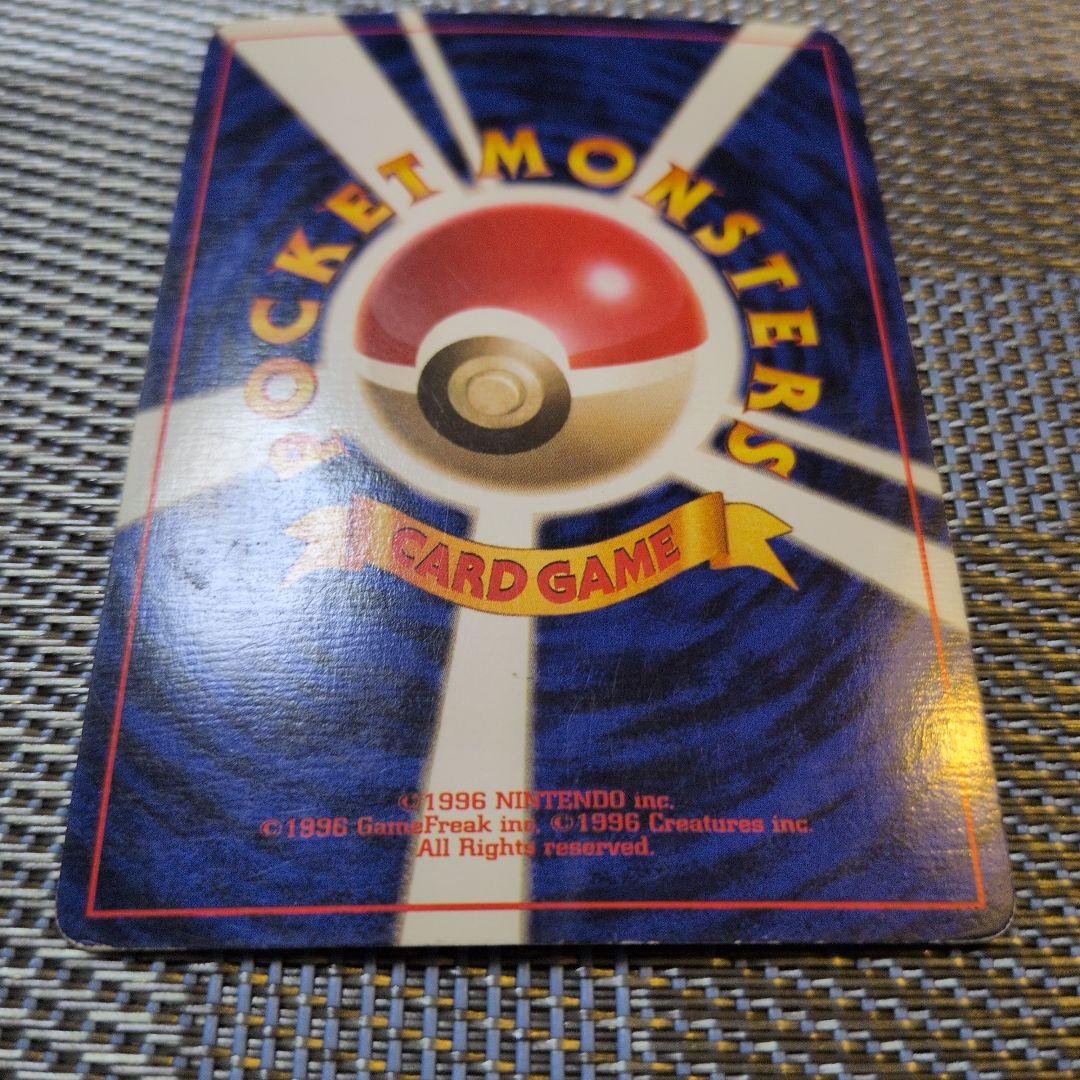 POCKET MONSTERS
CARD GAME
©1996 NINTENDO inc.
©1996 GameFreak inc. ©1996 Creatures inc.
All Rights reserved.